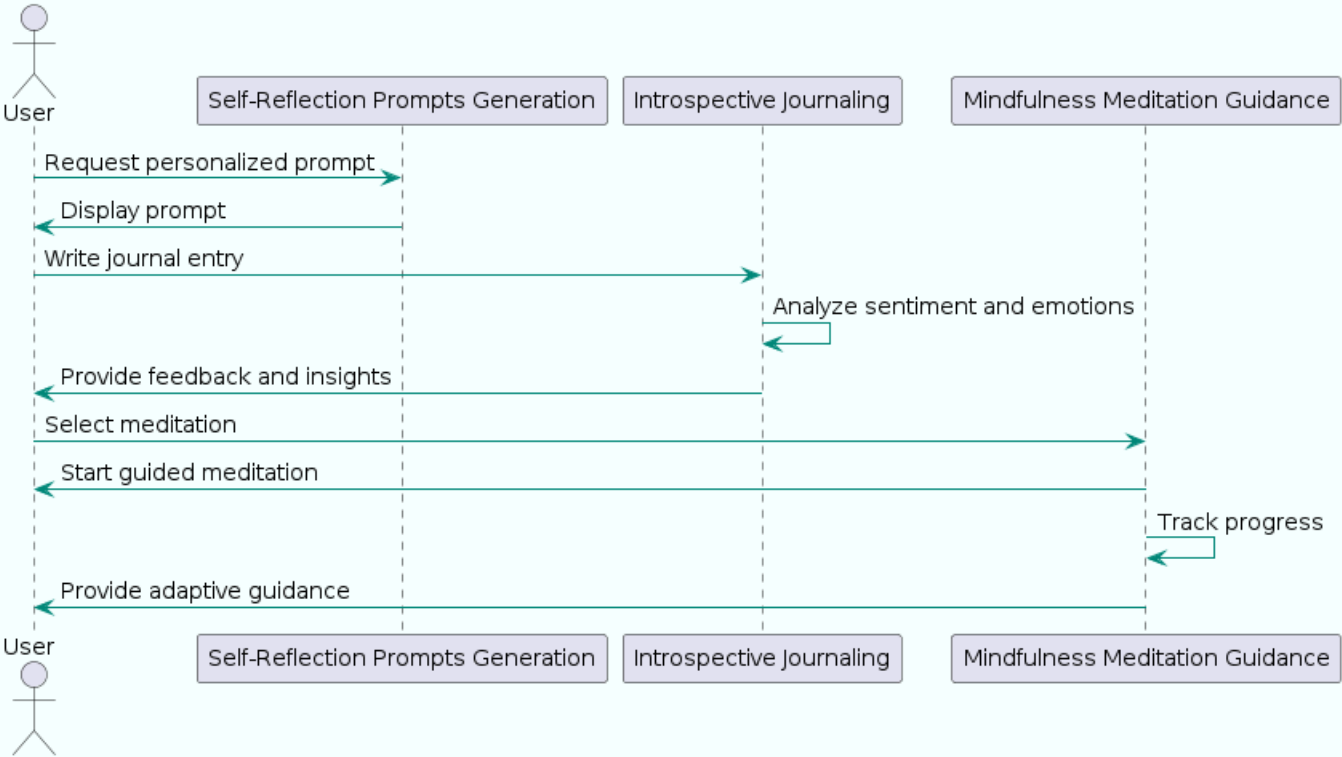 User
Self-Reflection Prompts Generation
Introspective Journaling
Mindfulness Meditation Guidance
Request personalized prompt
Display prompt
Write journal entry
Analyze sentiment and emotions
Provide feedback and insights
Select meditation
Start guided meditation
Track progress
Provide adaptive guidance
User
Self-Reflection Prompts Generation
Introspective Journaling
Mindfulness Meditation Guidance